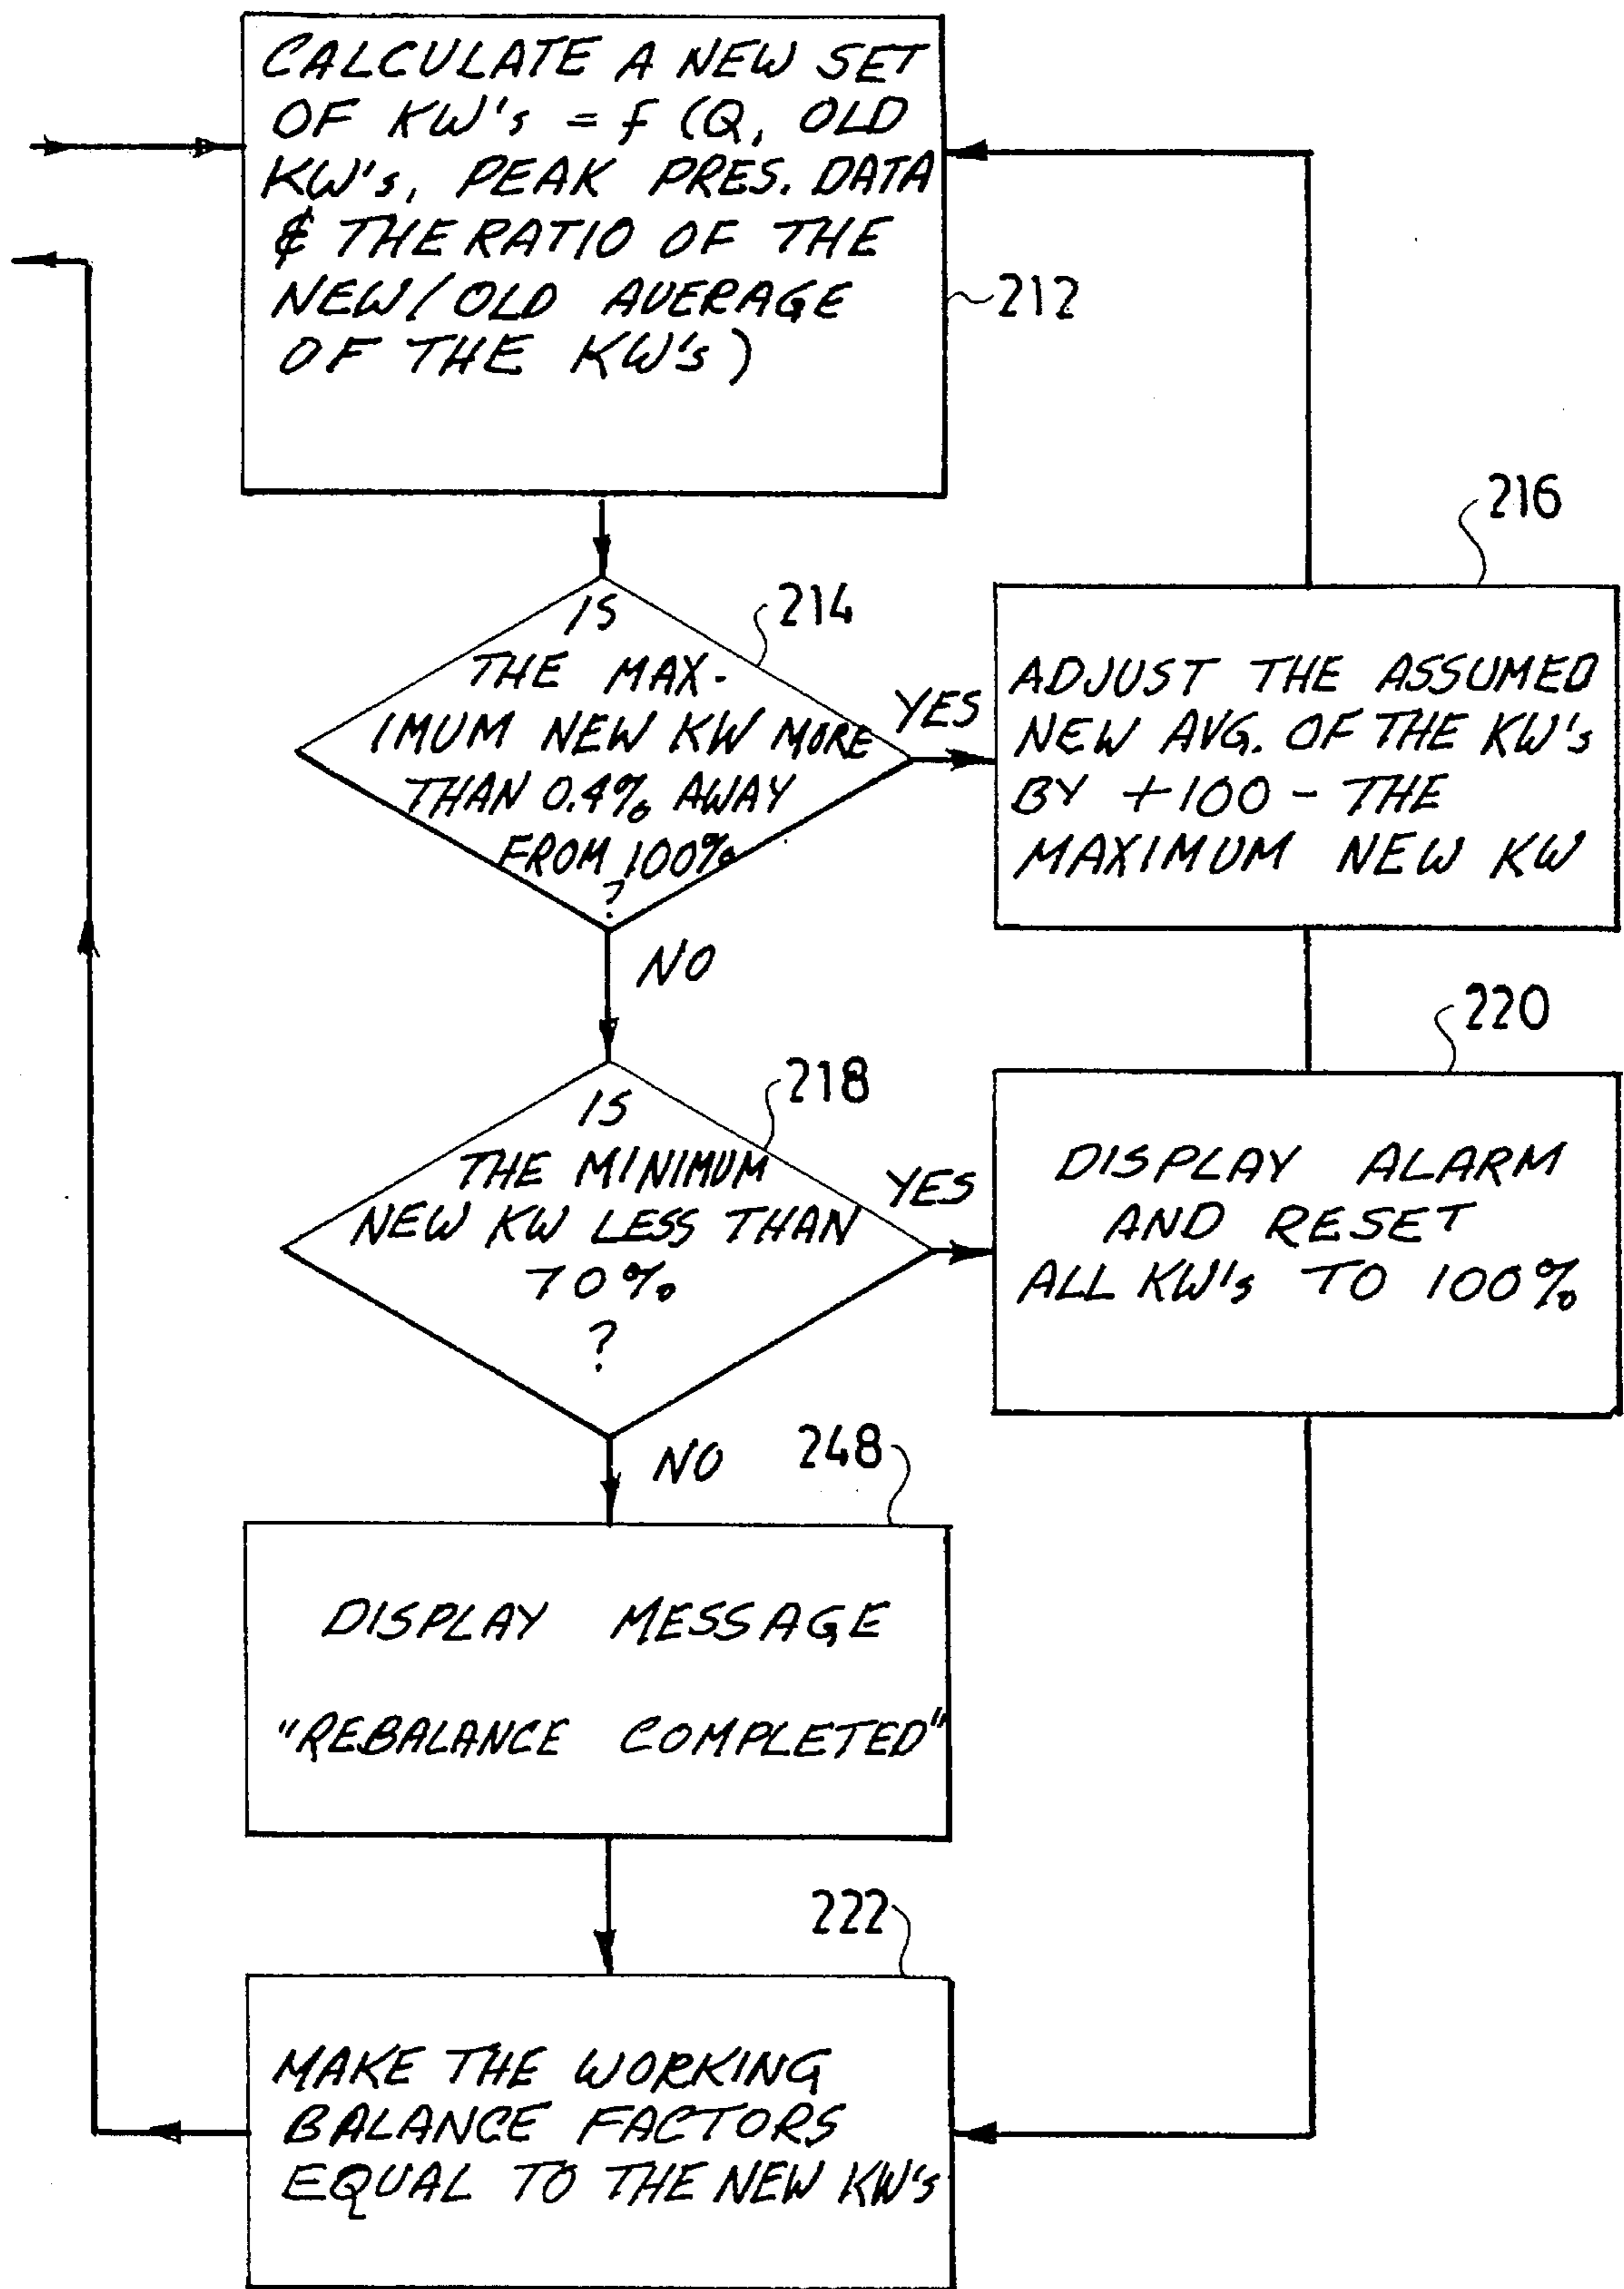 CALCULATE A NEW SET
OF KW's = f (Q, OLD
KW's, PEAK PRES. DATA
& THE RATIO OF THE
NEW/OLD AVERAGE
OF THE KW's)
212
216
214
IS
THE MAX-
IMUM NEW KW MORE
THAN 0.4% AWAY
FROM 100%
?
YES
ADJUST THE ASSUMED
NEW AVG. OF THE KW's
BY +100 - THE
MAXIMUM NEW KW
NO
220
218
IS
THE MINIMUM
NEW KW LESS THAN
70%
?
YES
DISPLAY ALARM
AND RESET
ALL KW's TO 100%
NO
248
DISPLAY MESSAGE
"REBALANCE COMPLETED"
222
MAKE THE WORKING
BALANCE FACTORS
EQUAL TO THE NEW KW's